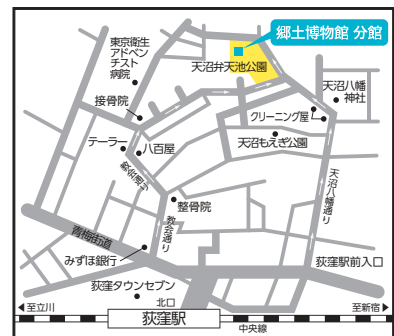 郷土博物館 分館
東京衛生
アドベン
チスト
病院
天沼弁天池公園
天沼八幡
神社
接骨院
クリーニング屋
テーラー
八百屋
天沼もえぎ公園
教会通り
整骨院
天沼八幡通り
教会通り
青梅街道
みずほ銀行
荻窪駅前入口
荻窪タウンセブン
北口
至立川
荻窪駅
至新宿
中央線